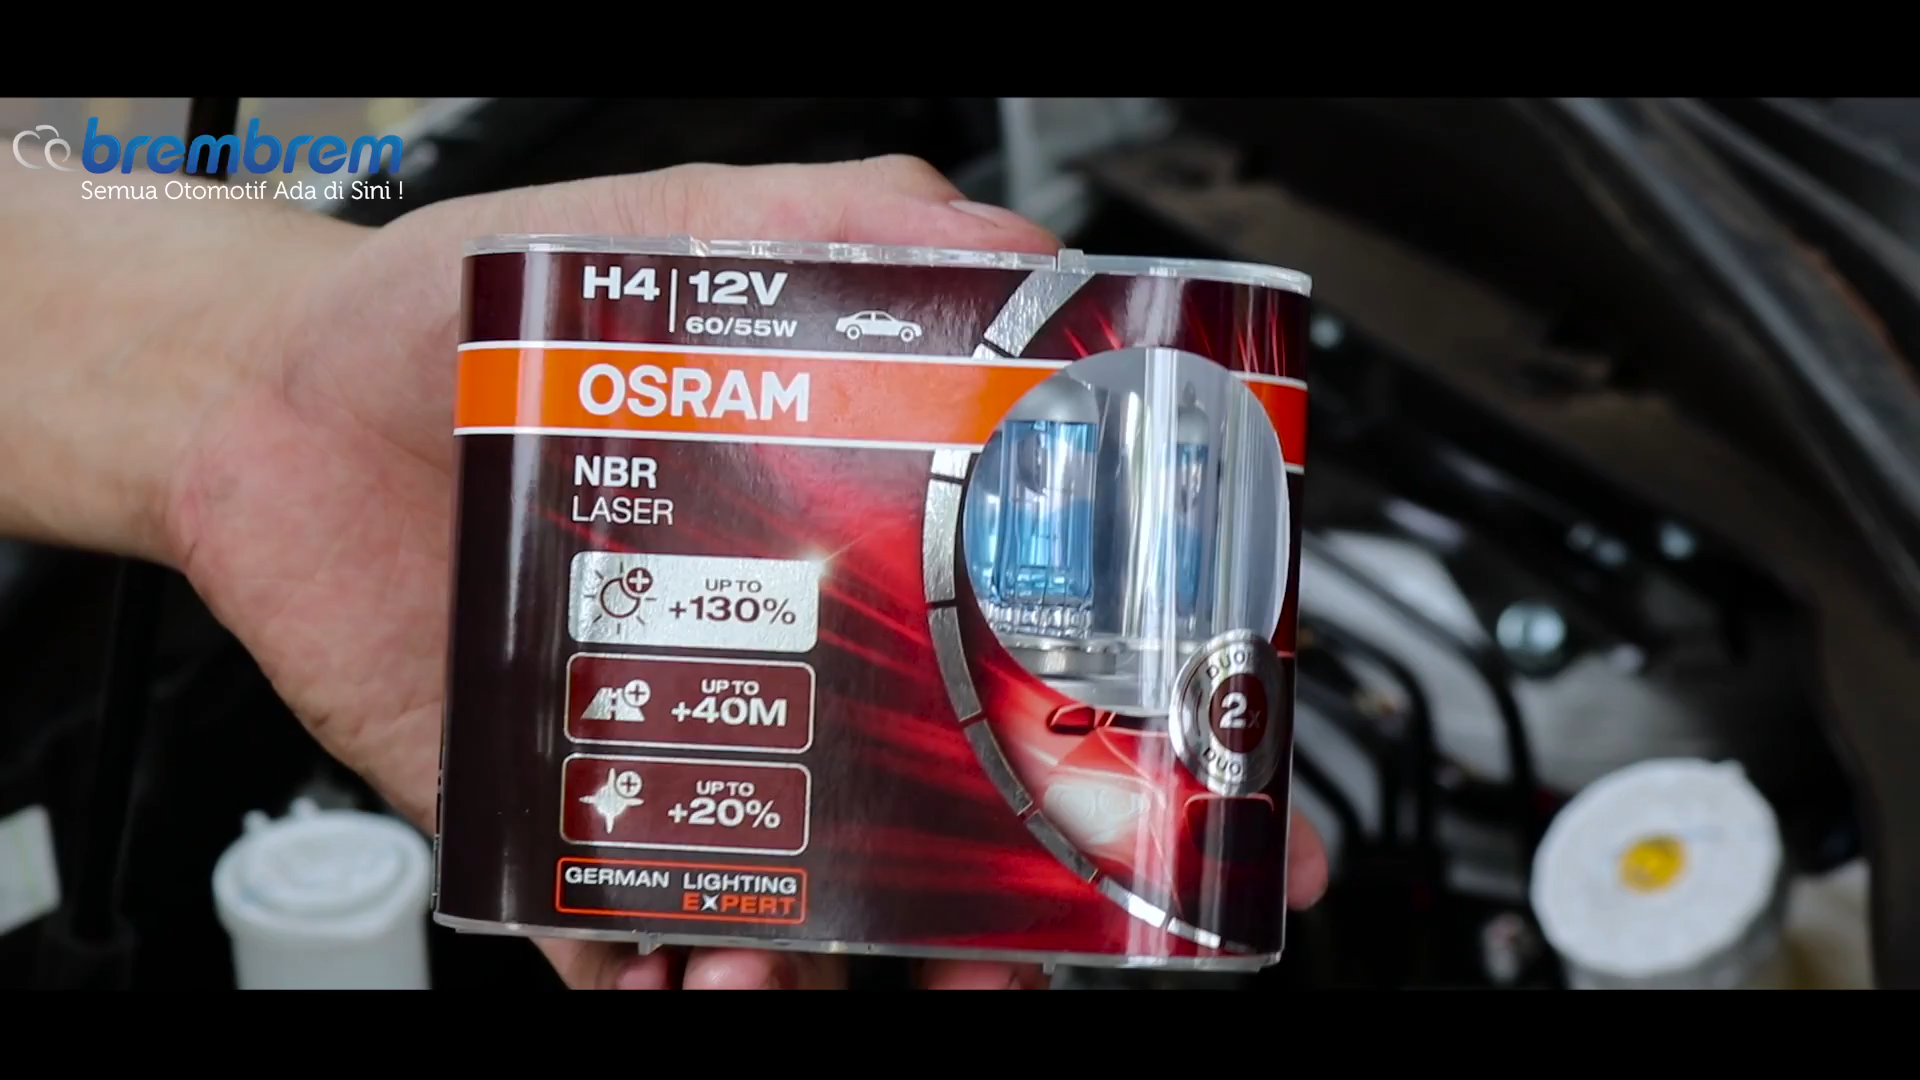 brembrem
Semua Otomotif Ada di Sini !
H4 12V
60/55W
OSRAM
NBR
LASER
UP TO
+130%
UP TO
+40M
UP TO
+20%
GERMAN LIGHTING
EXPERT
DUO
2x
DUO